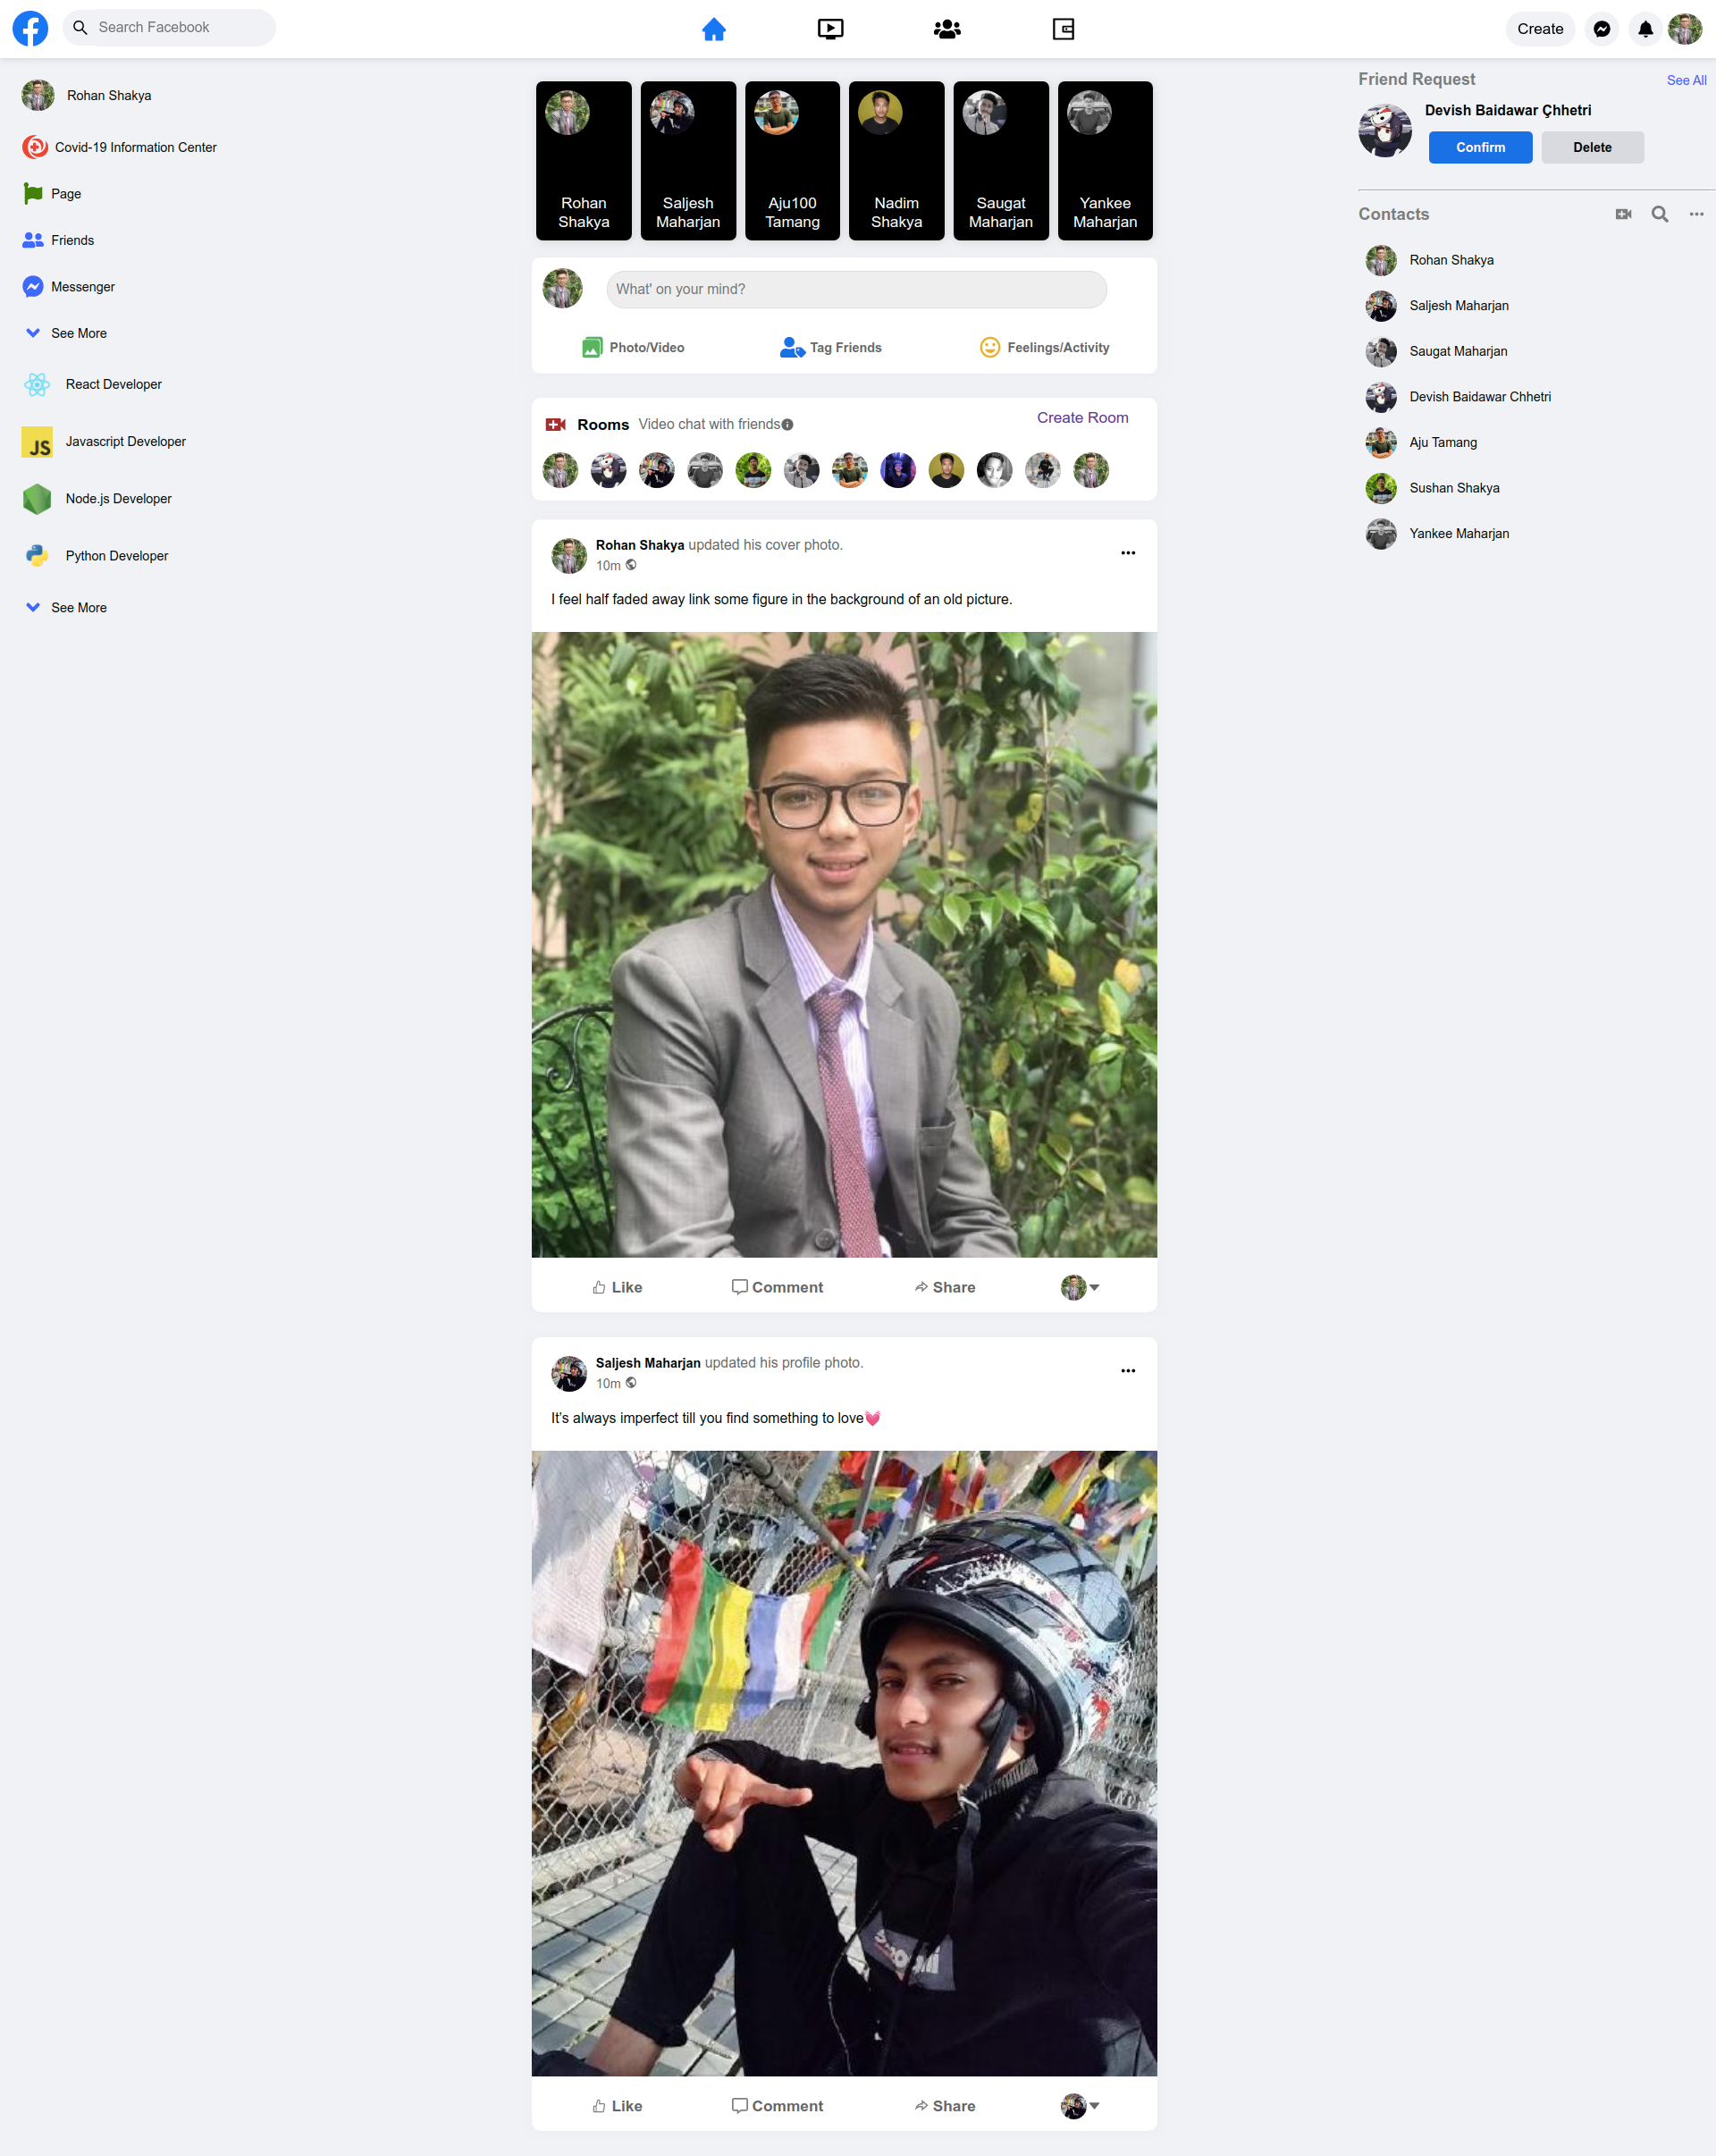 Search Facebook
Create
Rohan Shakya
Covid-19 Information Center
Page
Friends
Messenger
See More
React Developer
JS
Javascript Developer
Node.js Developer
Python Developer
See More
Rohan
Shakya
Saljesh
Maharjan
Aju100
Tamang
Nadim
Shakya
Saugat
Maharjan
Yankee
Maharjan
What' on your mind?
Photo/Video
Tag Friends
Feelings/Activity
Rooms Video chat with friends
Create Room
Rohan Shakya updated his cover photo.
10m
I feel half faded away link some figure in the background of an old picture.
Like Comment Share
Saljesh Maharjan updated his profile photo.
10m
It's always imperfect till you find something to love💓
Like Comment Share
Friend Request See All
Devish Baidawar Çhhetri
Confirm Delete
Contacts
Rohan Shakya
Saljesh Maharjan
Saugat Maharjan
Devish Baidawar Chhetri
Aju Tamang
Sushan Shakya
Yankee Maharjan